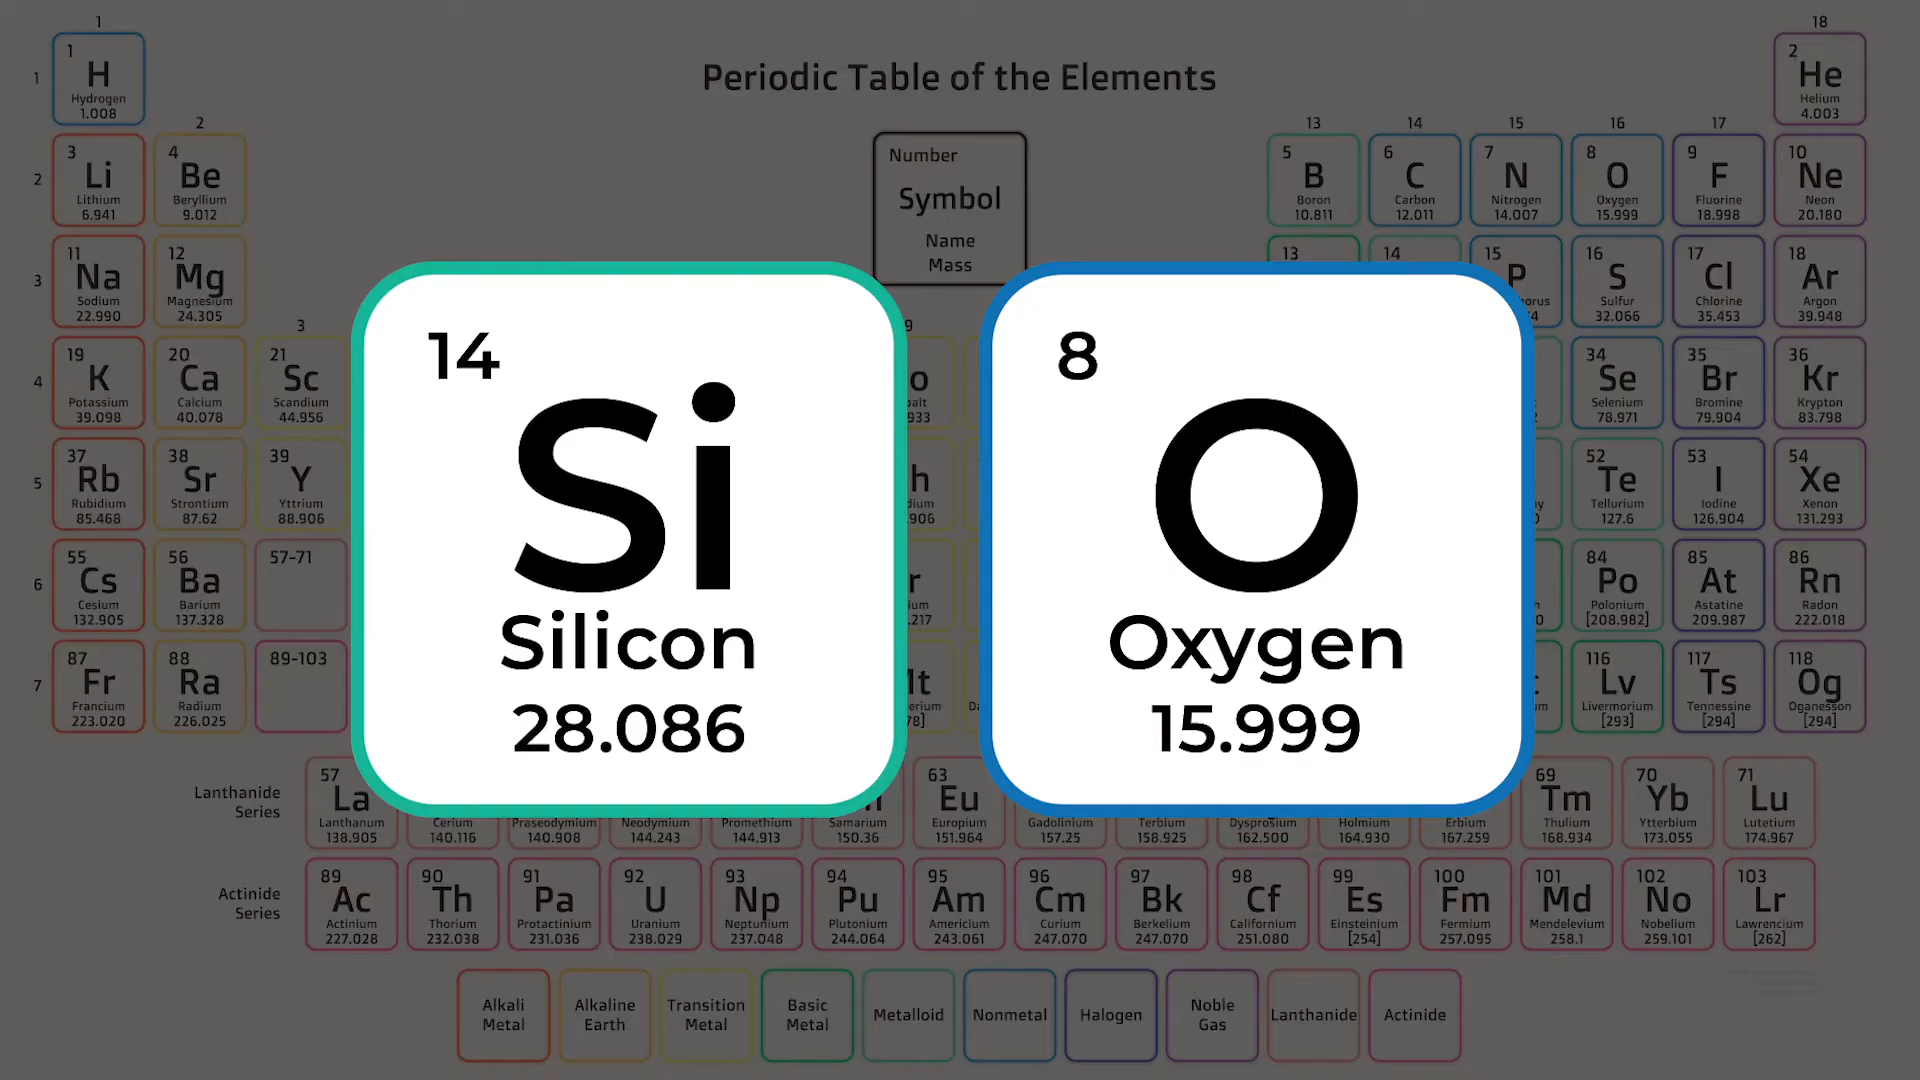 1
18
1
H
Hydrogen
1.008
1
Periodic Table of the Elements
2
He
Helium
4.003
2
13
14
15
16
17
2
3
Li
Lithium
6.941
4
Be
Beryllium
9.012
Number
Symbol
Name
Mass
5
B
Boron
10.811
6
C
Carbon
12.011
7
N
Nitrogen
14.007
8
O
Oxygen
15.999
9
F
Fluorine
18.998
10
Ne
Neon
20.180
3
11
Na
Sodium
22.990
12
Mg
Magnesium
24.305
13
14
15
P
16
S
Sulfur
32.066
17
Cl
Chlorine
35.453
18
Ar
Argon
39.948
3
4
19
K
Potassium
39.098
20
Ca
Calcium
40.078
21
Sc
Scandium
44.956
34
Se
Selenium
78.971
35
Br
Bromine
79.904
36
Kr
Krypton
83.798
14
Si
Silicon
28.086
8
O
Oxygen
15.999
5
37
Rb
Rubidium
85.468
38
Sr
Strontium
87.62
39
Y
Yttrium
88.906
52
Te
Tellurium
127.6
53
I
Iodine
126.904
54
Xe
Xenon
131.293
6
55
Cs
Cesium
132.905
56
Ba
Barium
137.328
57-71
84
Po
Polonium
[208.982]
85
At
Astatine
209.987
86
Rn
Radon
222.018
7
87
Fr
Francium
223.020
88
Ra
Radium
226.025
89-103
116
Lv
Livermorium
[293]
117
Ts
Tennessine
[294]
118
Og
Oganesson
[294]
Lanthanide
Series
57
La
Lanthanum
138.905
Cerium
140.116
Praseodymium
140.908
Neodymium
144.243
Promethium
144.913
Samarium
150.36
63
Eu
Europium
151.964
Gadolinium
157.25
Terbium
158.925
Dysprosium
162.500
Holmium
164.930
Erbium
167.259
69
Tm
Thulium
168.934
70
Yb
Ytterbium
173.055
71
Lu
Lutetium
174.967
Actinide
Series
89
Ac
Actinium
227.028
90
Th
Thorium
232.038
91
Pa
Protactinium
231.036
92
U
Uranium
238.029
93
Np
Neptunium
237.048
94
Pu
Plutonium
244.064
95
Am
Americium
243.061
96
Cm
Curium
247.070
97
Bk
Berkelium
247.070
98
Cf
Californium
251.080
99
Es
Einsteinium
[254]
100
Fm
Fermium
257.095
101
Md
Mendelevium
258.1
102
No
Nobelium
259.101
103
Lr
Lawrencium
[262]
Alkali
Metal
Alkaline
Earth
Transition
Metal
Basic
Metal
Metalloid
Nonmetal
Halogen
Noble
Gas
Lanthanide
Actinide